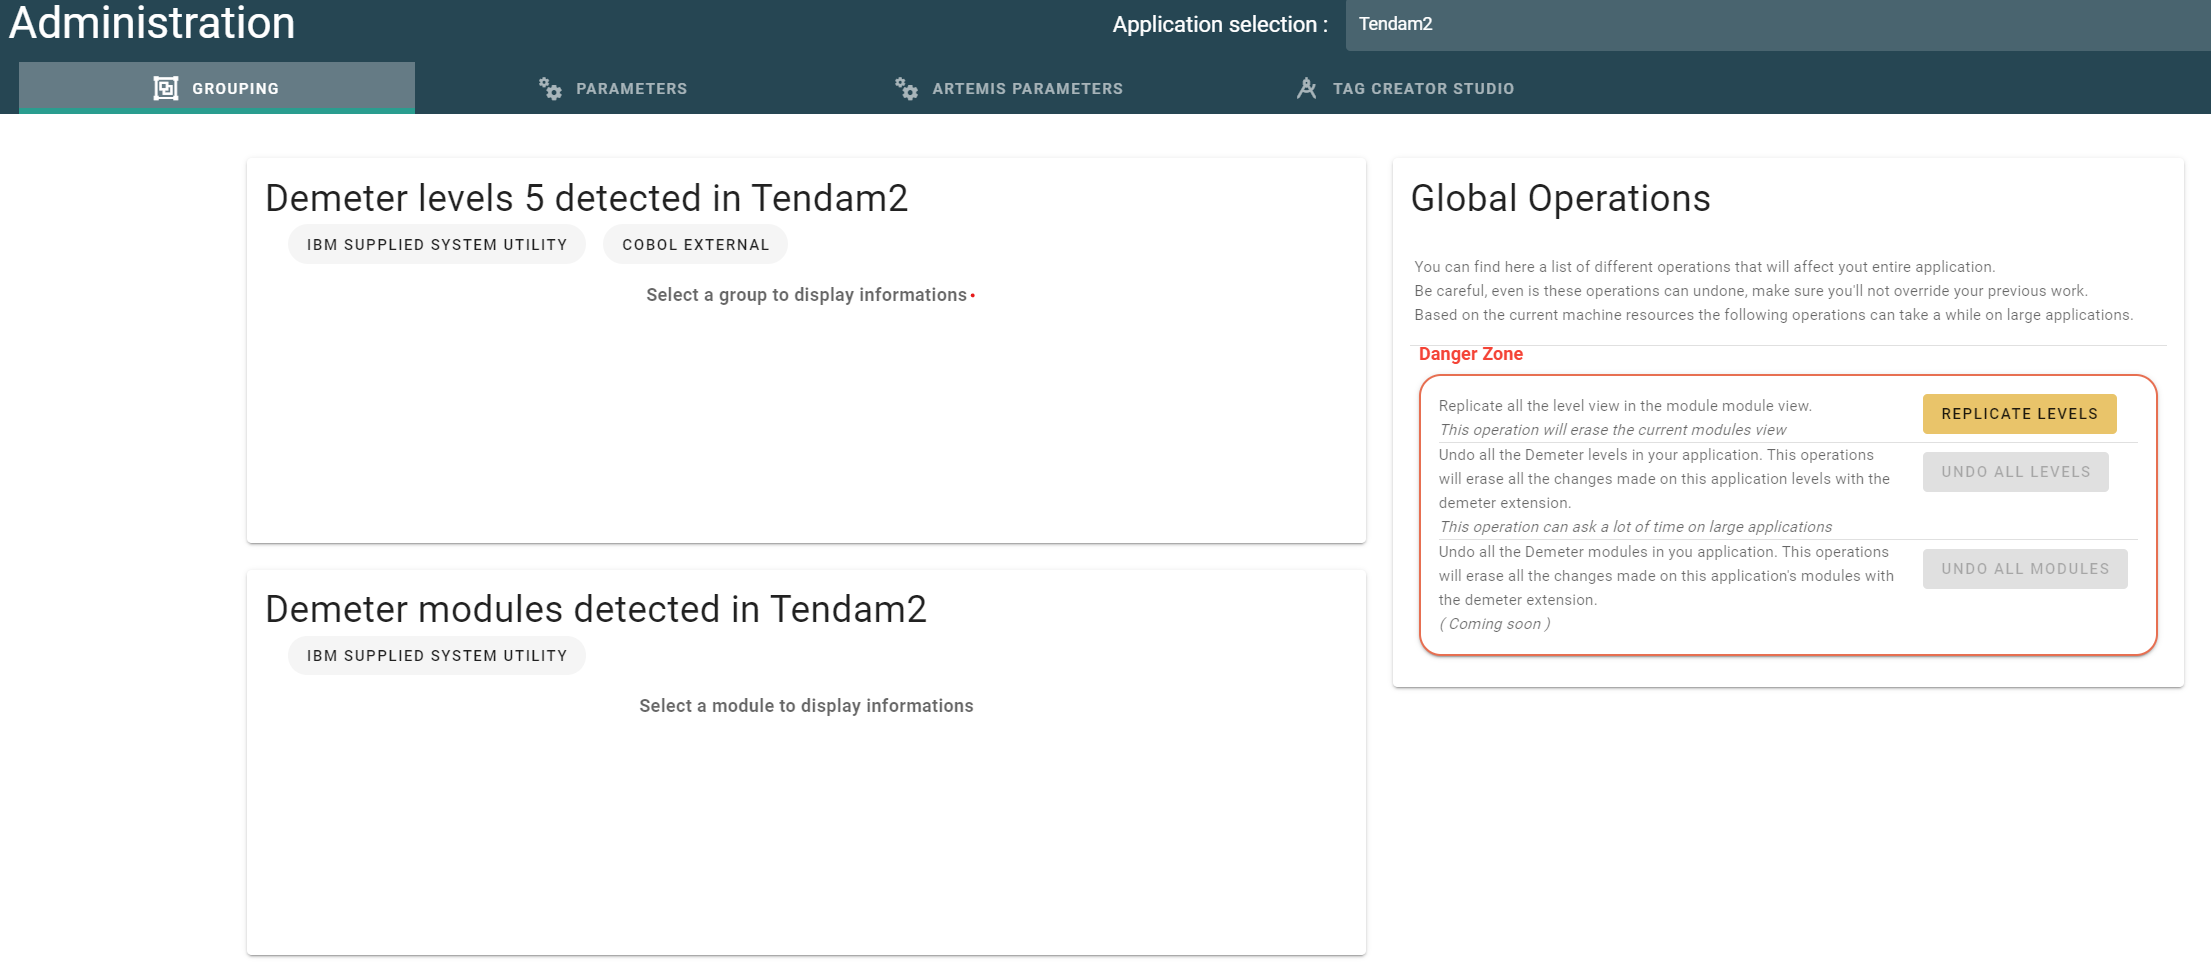 Administration
Application selection :
Tendam2
GROUPING
PARAMETERS
ARTEMIS PARAMETERS
TAG CREATOR STUDIO
Demeter levels 5 detected in Tendam2
IBM SUPPLIED SYSTEM UTILITY
COBOL EXTERNAL
Select a group to display informations
Demeter modules detected in Tendam2
IBM SUPPLIED SYSTEM UTILITY
Select a module to display informations
Global Operations
You can find here a list of different operations that will affect yout entire application.
Be careful, even is these operations can undone, make sure you'll not override your previous work.
Based on the current machine resources the following operations can take a while on large applications.
Danger Zone
Replicate all the level view in the module module view.
This operation will erase the current modules view
REPLICATE LEVELS
Undo all the Demeter levels in your application. This operations
will erase all the changes made on this application levels with the
demeter extension.
This operation can ask a lot of time on large applications
UNDO ALL LEVELS
Undo all the Demeter modules in you application. This operations
will erase all the changes made on this application's modules with
the demeter extension.
( Coming soon )
UNDO ALL MODULES